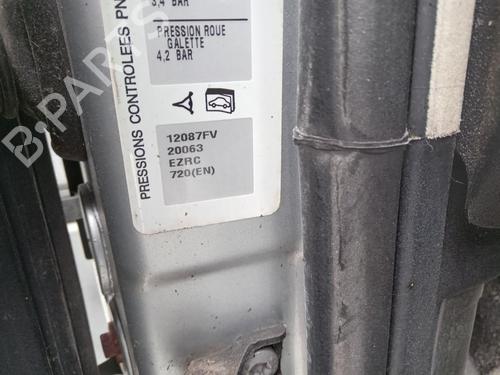 3,4 BAR
PRESSION ROUE
GALETTE
4,2 BAR
PRESSIONS CONTROLEES PN
12087FV
20063
EZRC
720(EN)
B-PARTS